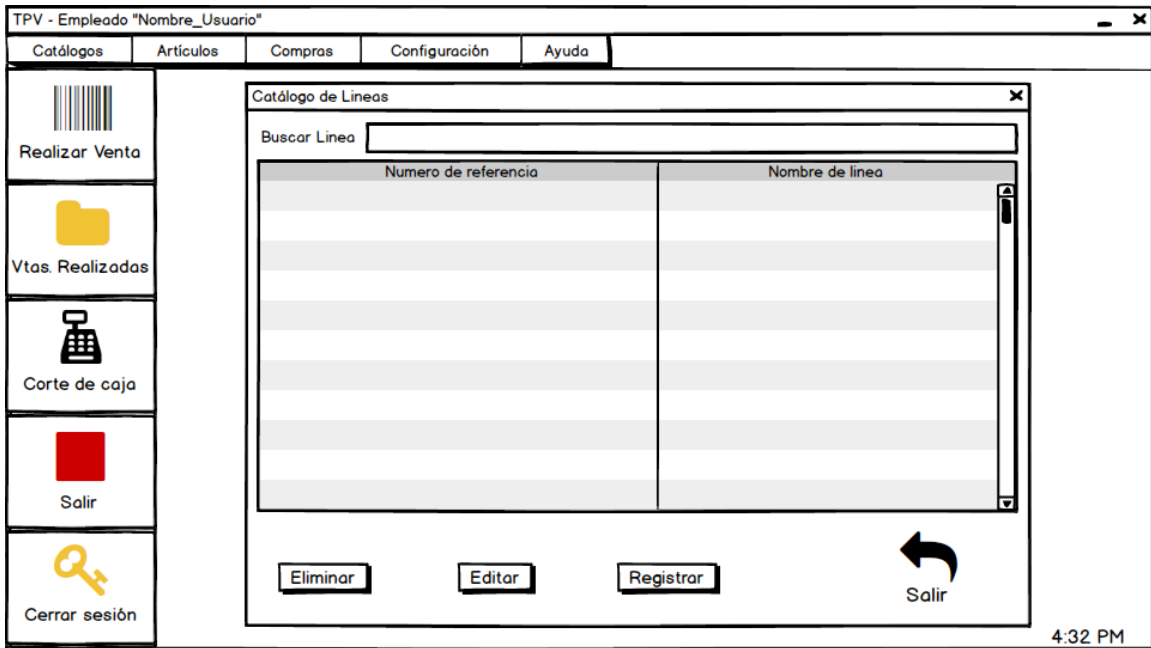 TPV - Empleado "Nombre_Usuario"
Catálogos Artículos Compras Configuración Ayuda
Realizar Venta
Vtas. Realizadas
Corte de caja
Salir
Cerrar sesión
Catálogo de Lineas
Buscar Linea
Numero de referencia Nombre de linea
Eliminar Editar Registrar Salir
4:32 PM